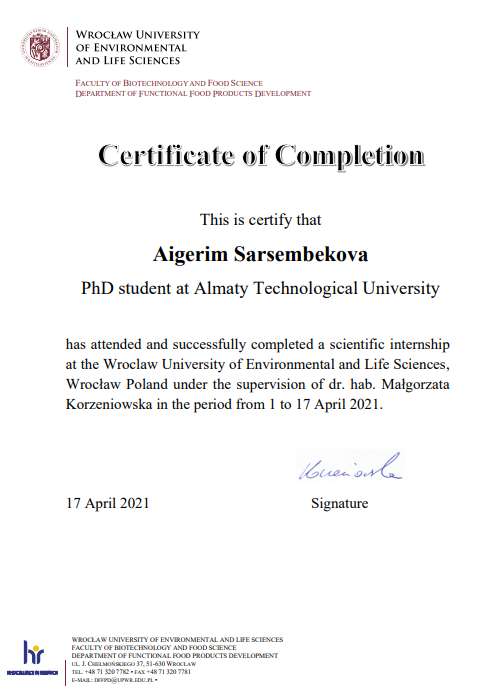 WROCŁAW UNIVERSITY
OF ENVIRONMENTAL
AND LIFE SCIENCES
FACULTY OF BIOTECHNOLOGY AND FOOD SCIENCE
DEPARTMENT OF FUNCTIONAL FOOD PRODUCTS DEVELOPMENT
Certificate of Completion
This is certify that
Aigerim Sarsembekova
PhD student at Almaty Technological University
has attended and successfully completed a scientific internship
at the Wroclaw University of Environmental and Life Sciences,
Wrocław Poland under the supervision of dr. hab. Małgorzata
Korzeniowska in the period from 1 to 17 April 2021.
17 April 2021
Signature
hr
HR EXCELLENCE IN RESEARCH
WROCŁAW UNIVERSITY OF ENVIRONMENTAL AND LIFE SCIENCES
FACULTY OF BIOTECHNOLOGY AND FOOD SCIENCE
DEPARTMENT OF FUNCTIONAL FOOD PRODUCTS DEVELOPMENT
UL. J. CHEŁMOŃSKIEGO 37, 51-630 WROCŁAW
TEL. +48 71 320 7782 • FAX +48 71 320 7781
E-MAIL: DFFPD@UPWR.EDU.PL •